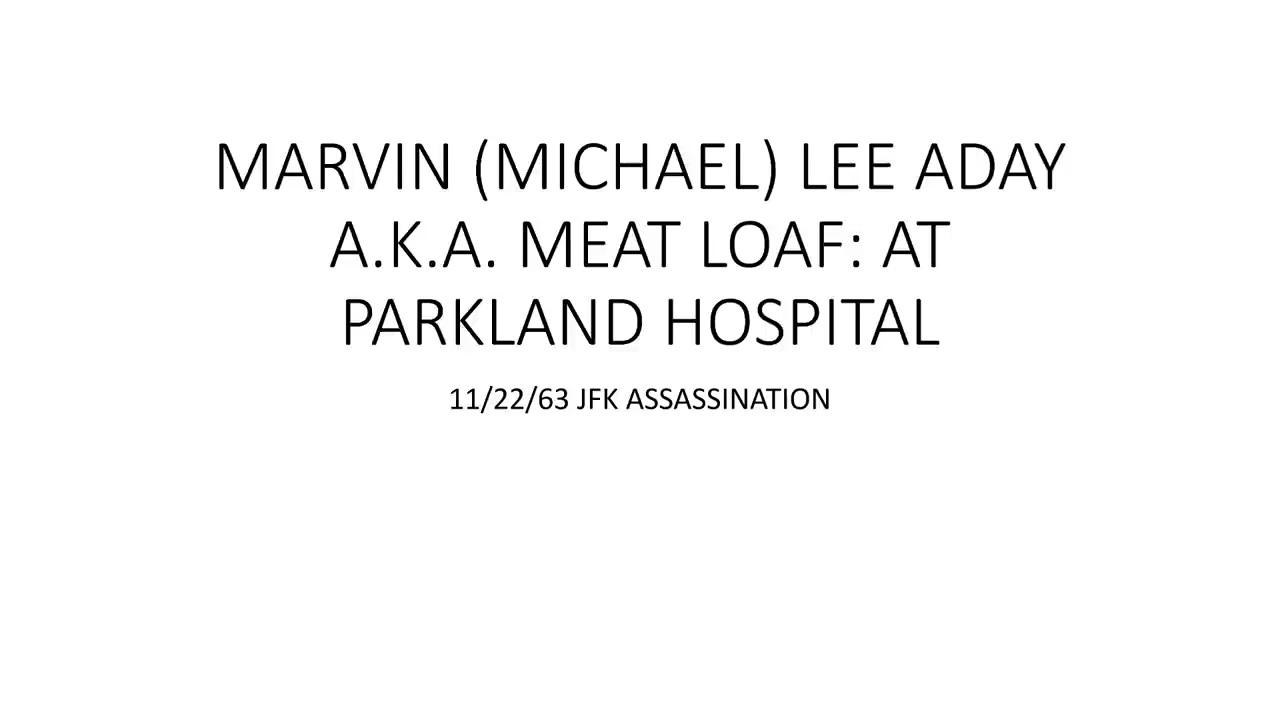 MARVIN (MICHAEL) LEE ADAY
A.K.A. MEAT LOAF: AT
PARKLAND HOSPITAL
11/22/63 JFK ASSASSINATION